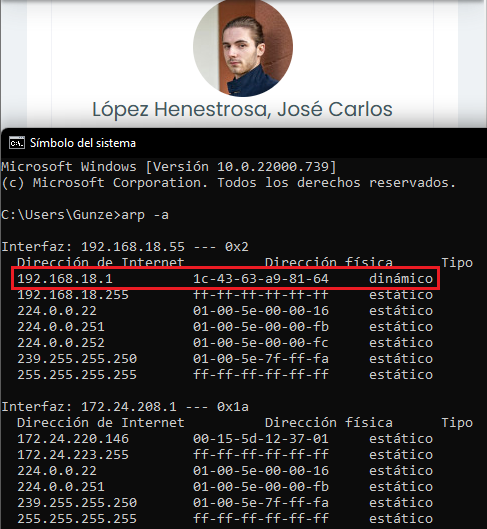 López Henestrosa, José Carlos
Símbolo del sistema
Microsoft Windows [Versión 10.0.22000.739]
(c) Microsoft Corporation. Todos los derechos reservados.
C:\Users\Gunze>arp -a
Interfaz: 192.168.18.55 --- 0x2
Dirección de Internet Dirección física Tipo
192.168.18.1 1c-43-63-a9-81-64 dinámico
192.168.18.255 ff-ff-ff-ff-ff-ff estático
224.0.0.22 01-00-5e-00-00-16 estático
224.0.0.251 01-00-5e-00-00-fb estático
224.0.0.252 01-00-5e-00-00-fc estático
239.255.255.250 01-00-5e-7f-ff-fa estático
255.255.255.255 ff-ff-ff-ff-ff-ff estático
Interfaz: 172.24.208.1 --- 0x1a
Dirección de Internet Dirección física Tipo
172.24.220.146 00-15-5d-12-37-01 estático
172.24.223.255 ff-ff-ff-ff-ff-ff estático
224.0.0.22 01-00-5e-00-00-16 estático
224.0.0.251 01-00-5e-00-00-fb estático
239.255.255.250 01-00-5e-7f-ff-fa estático
255.255.255.255 ff-ff-ff-ff-ff-ff estático